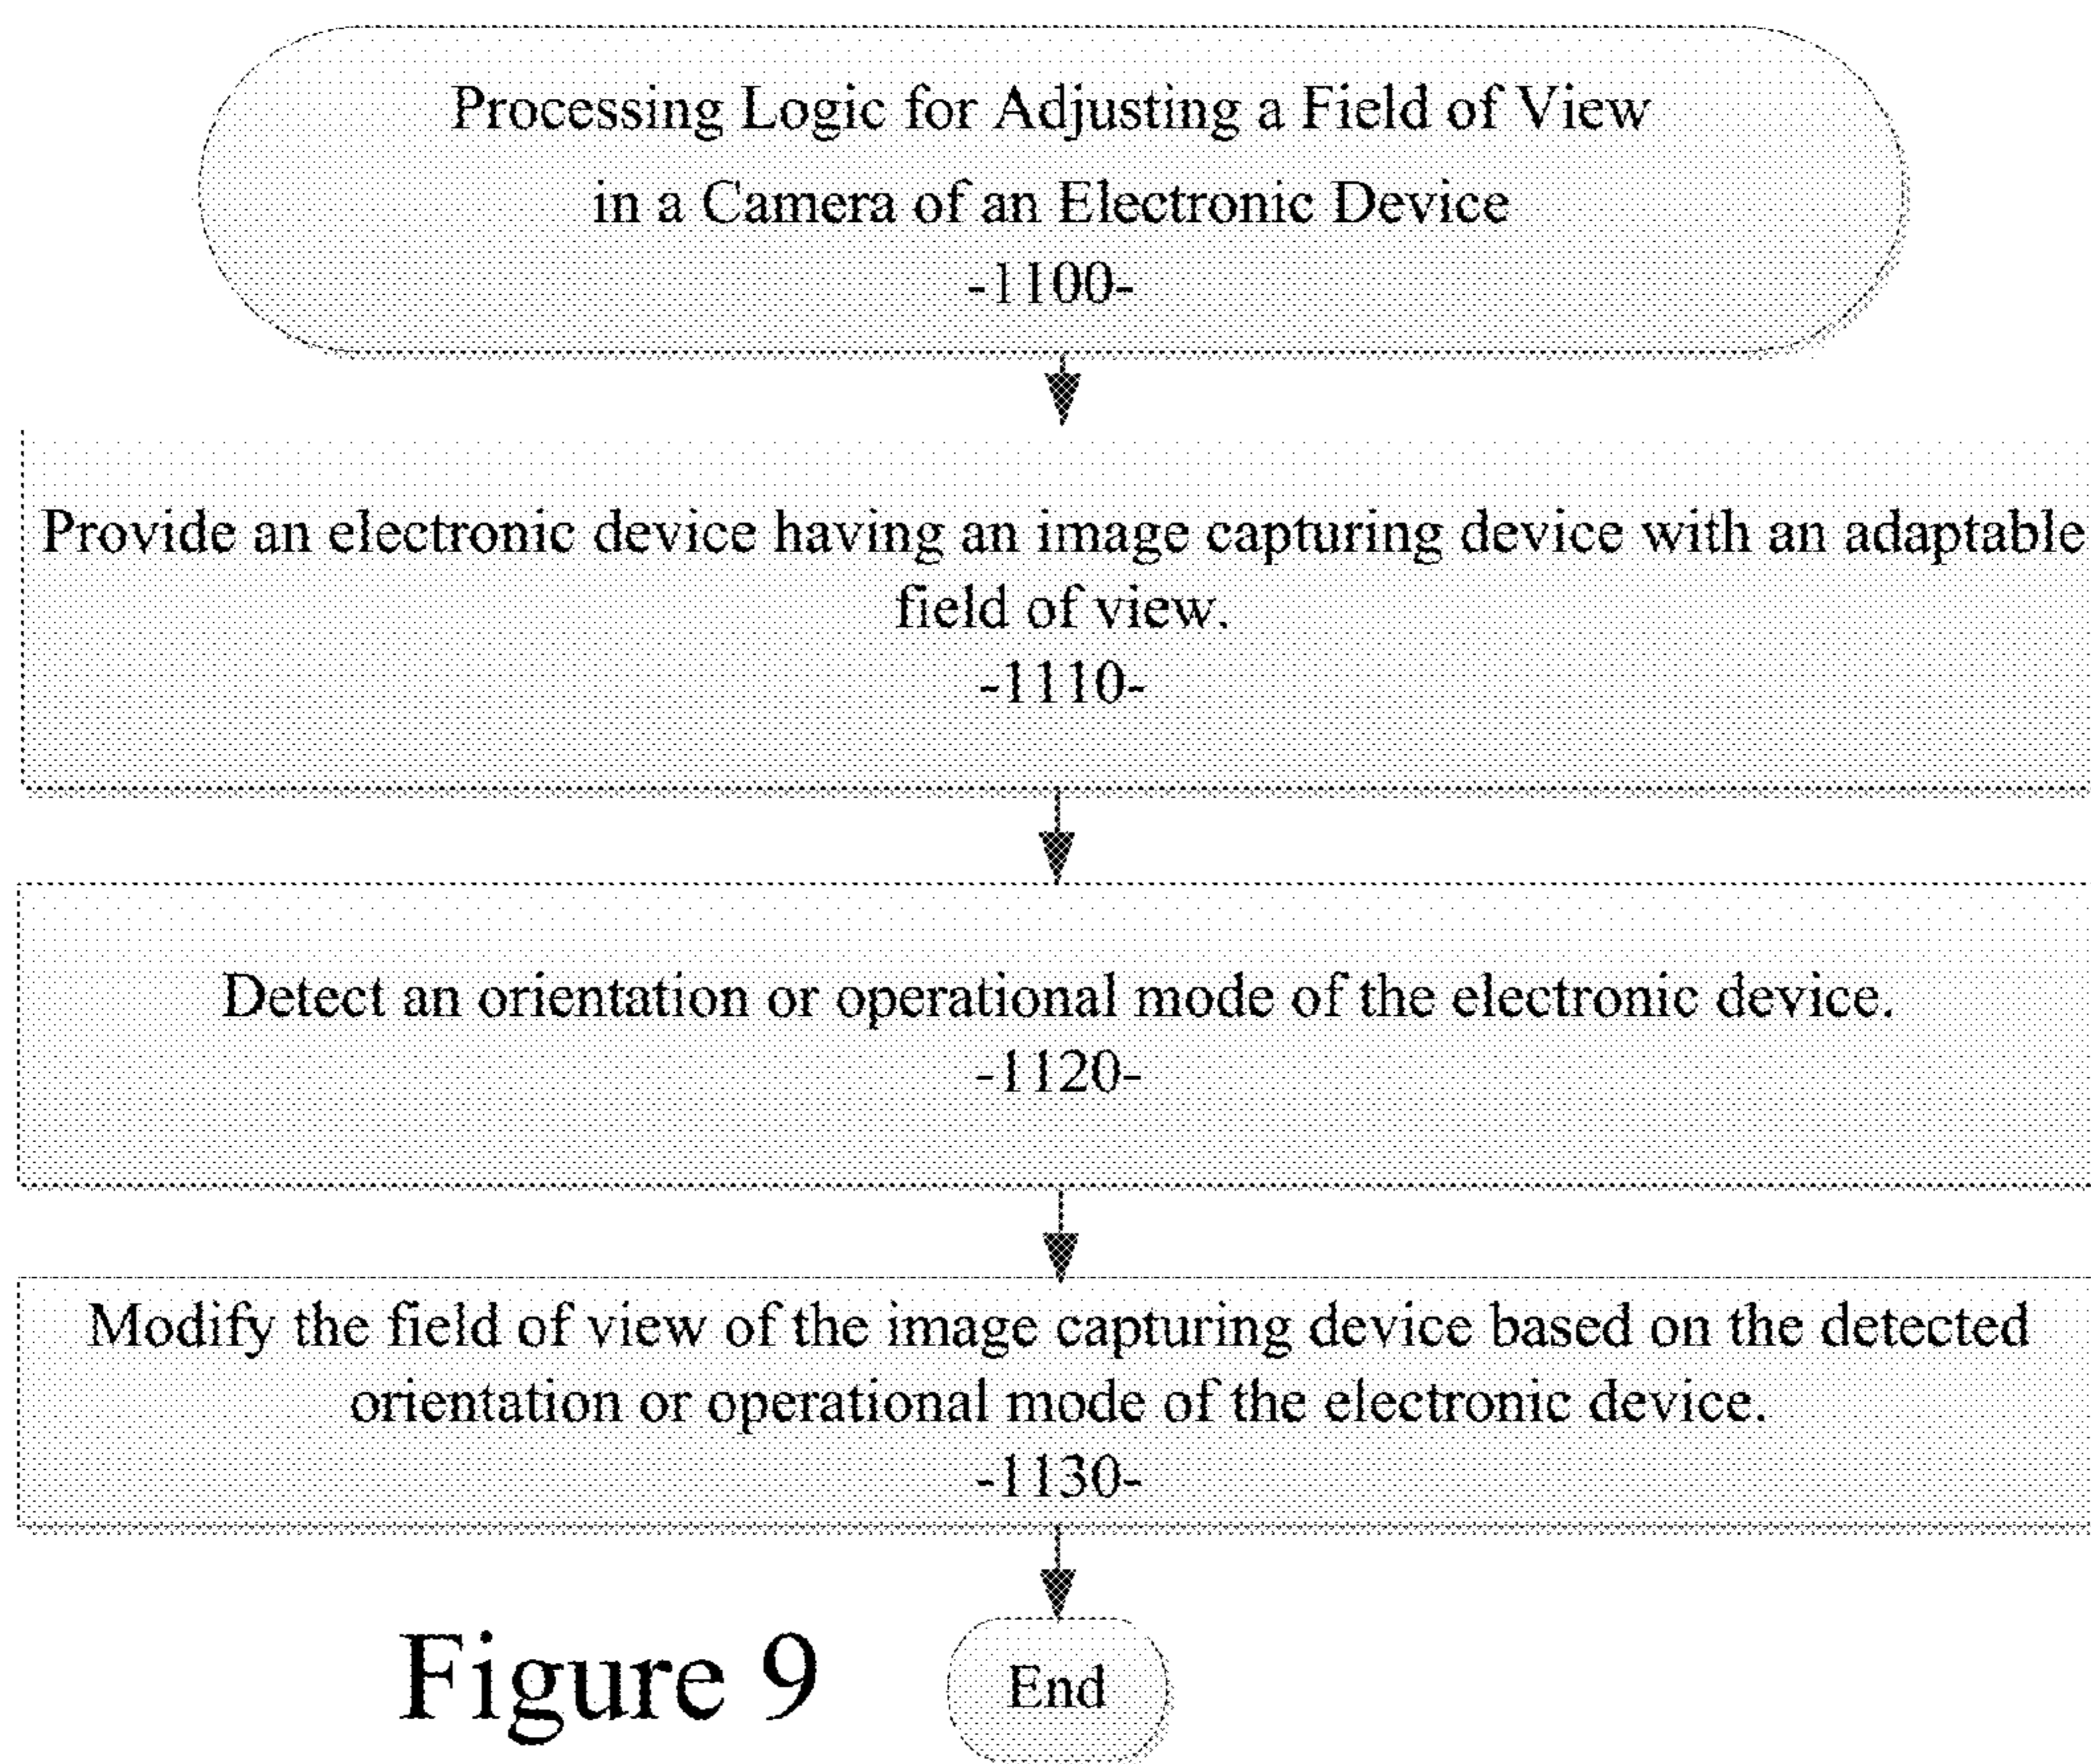 Processing Logic for Adjusting a Field of View
in a Camera of an Electronic Device
-1100-
Provide an electronic device having an image capturing device with an adaptable
field of view.
-1110-
Detect an orientation or operational mode of the electronic device.
-1120-
Modify the field of view of the image capturing device based on the detected
orientation or operational mode of the electronic device.
-1130-
Figure 9
End